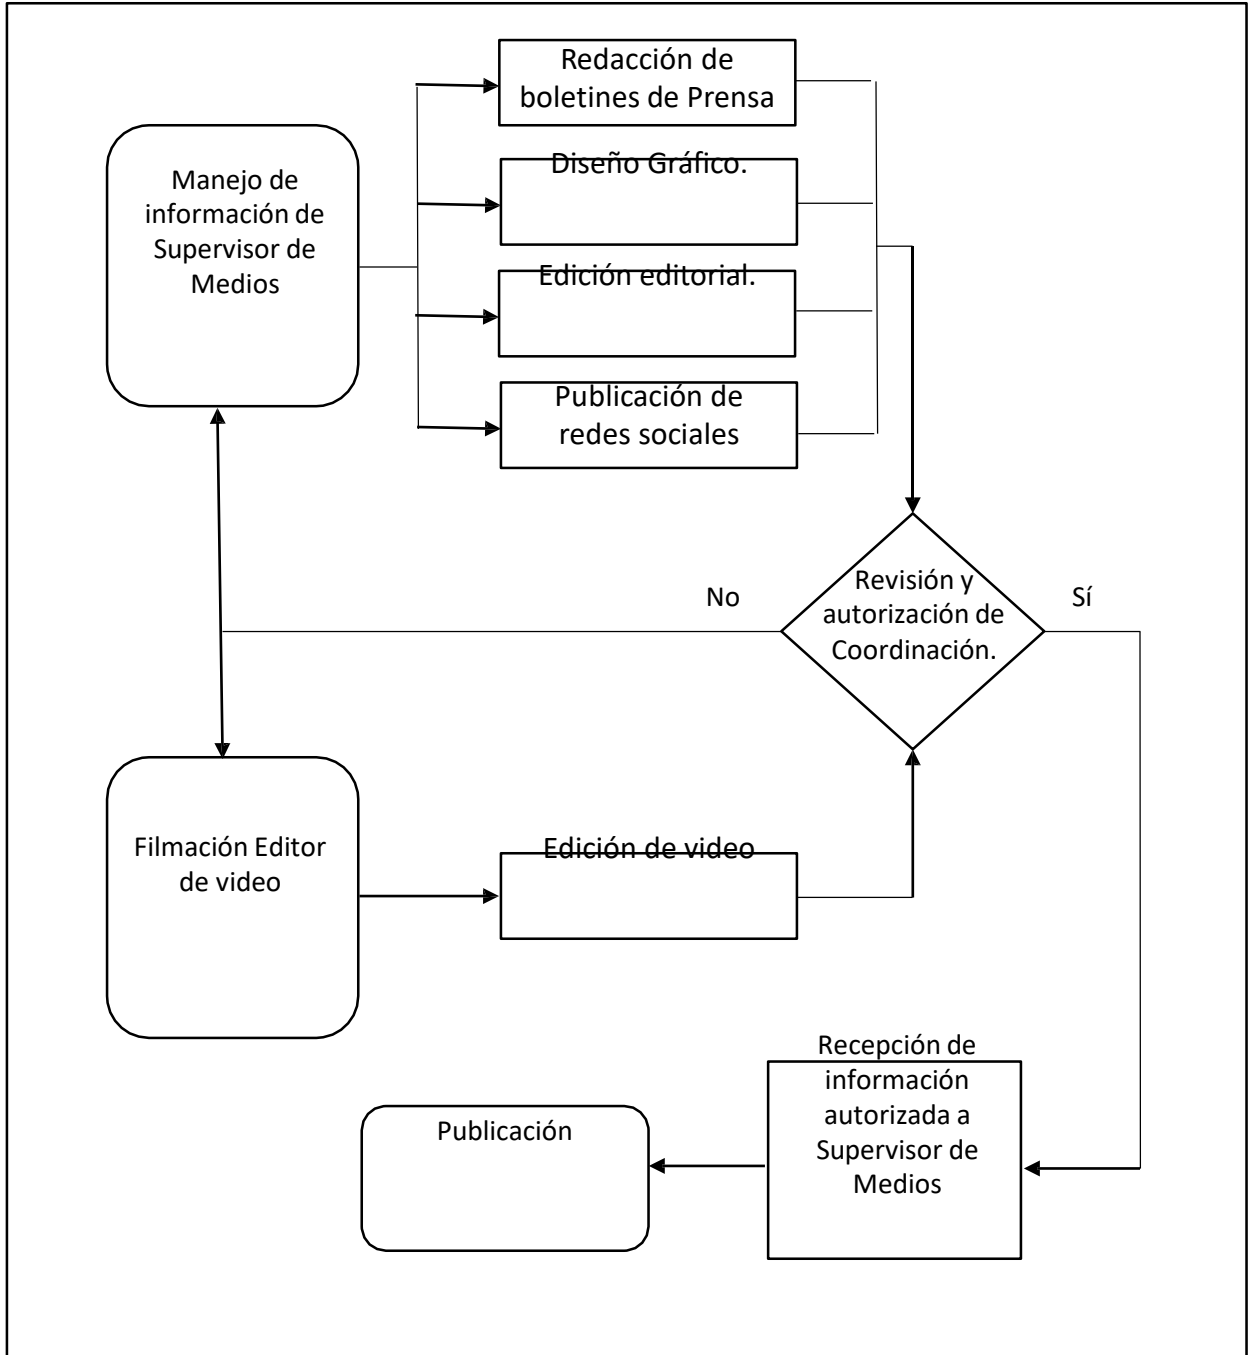 Redacción de
boletines de Prensa
Manejo de
información de
Supervisor de
Medios
Diseño Gráfico.
Edición editorial.
Publicación de
redes sociales
No
Revisión y
autorización de
Coordinación.
Sí
Filmación Editor
de video
Edición de video
Recepción de
información
autorizada a
Supervisor de
Medios
Publicación